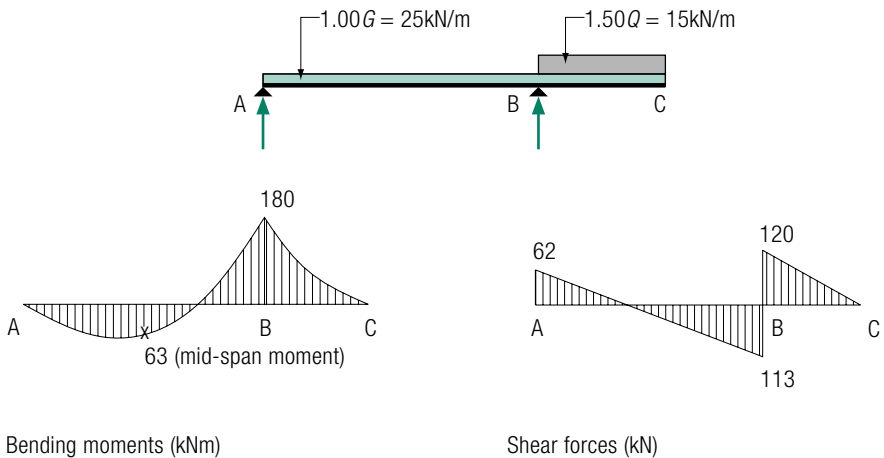 1.00G = 25kN/m
1.50Q = 15kN/m
A
B
C
180
A
B
C
63 (mid-span moment)
x
62
120
A
B
C
113
Bending moments (kNm)
Shear forces (kN)